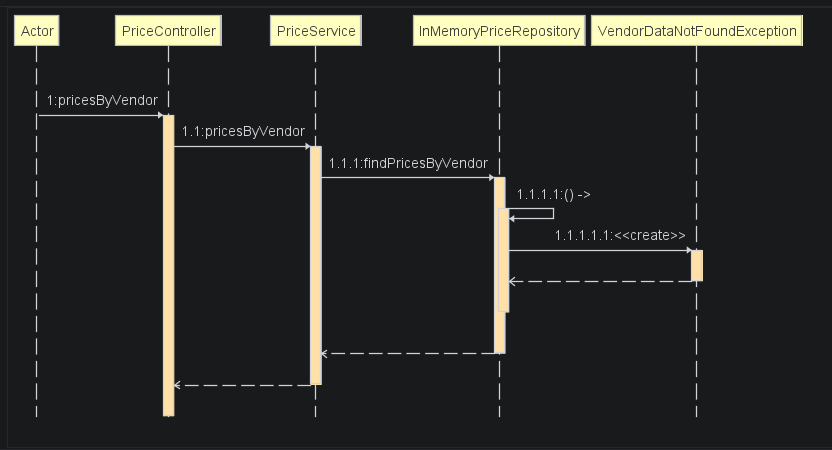 Actor
PriceController
PriceService
InMemoryPriceRepository
VendorDataNotFoundException
1:pricesByVendor
1.1:pricesByVendor
1.1.1:findPricesByVendor
1.1.1.1:() ->
1.1.1.1.1:<<create>>